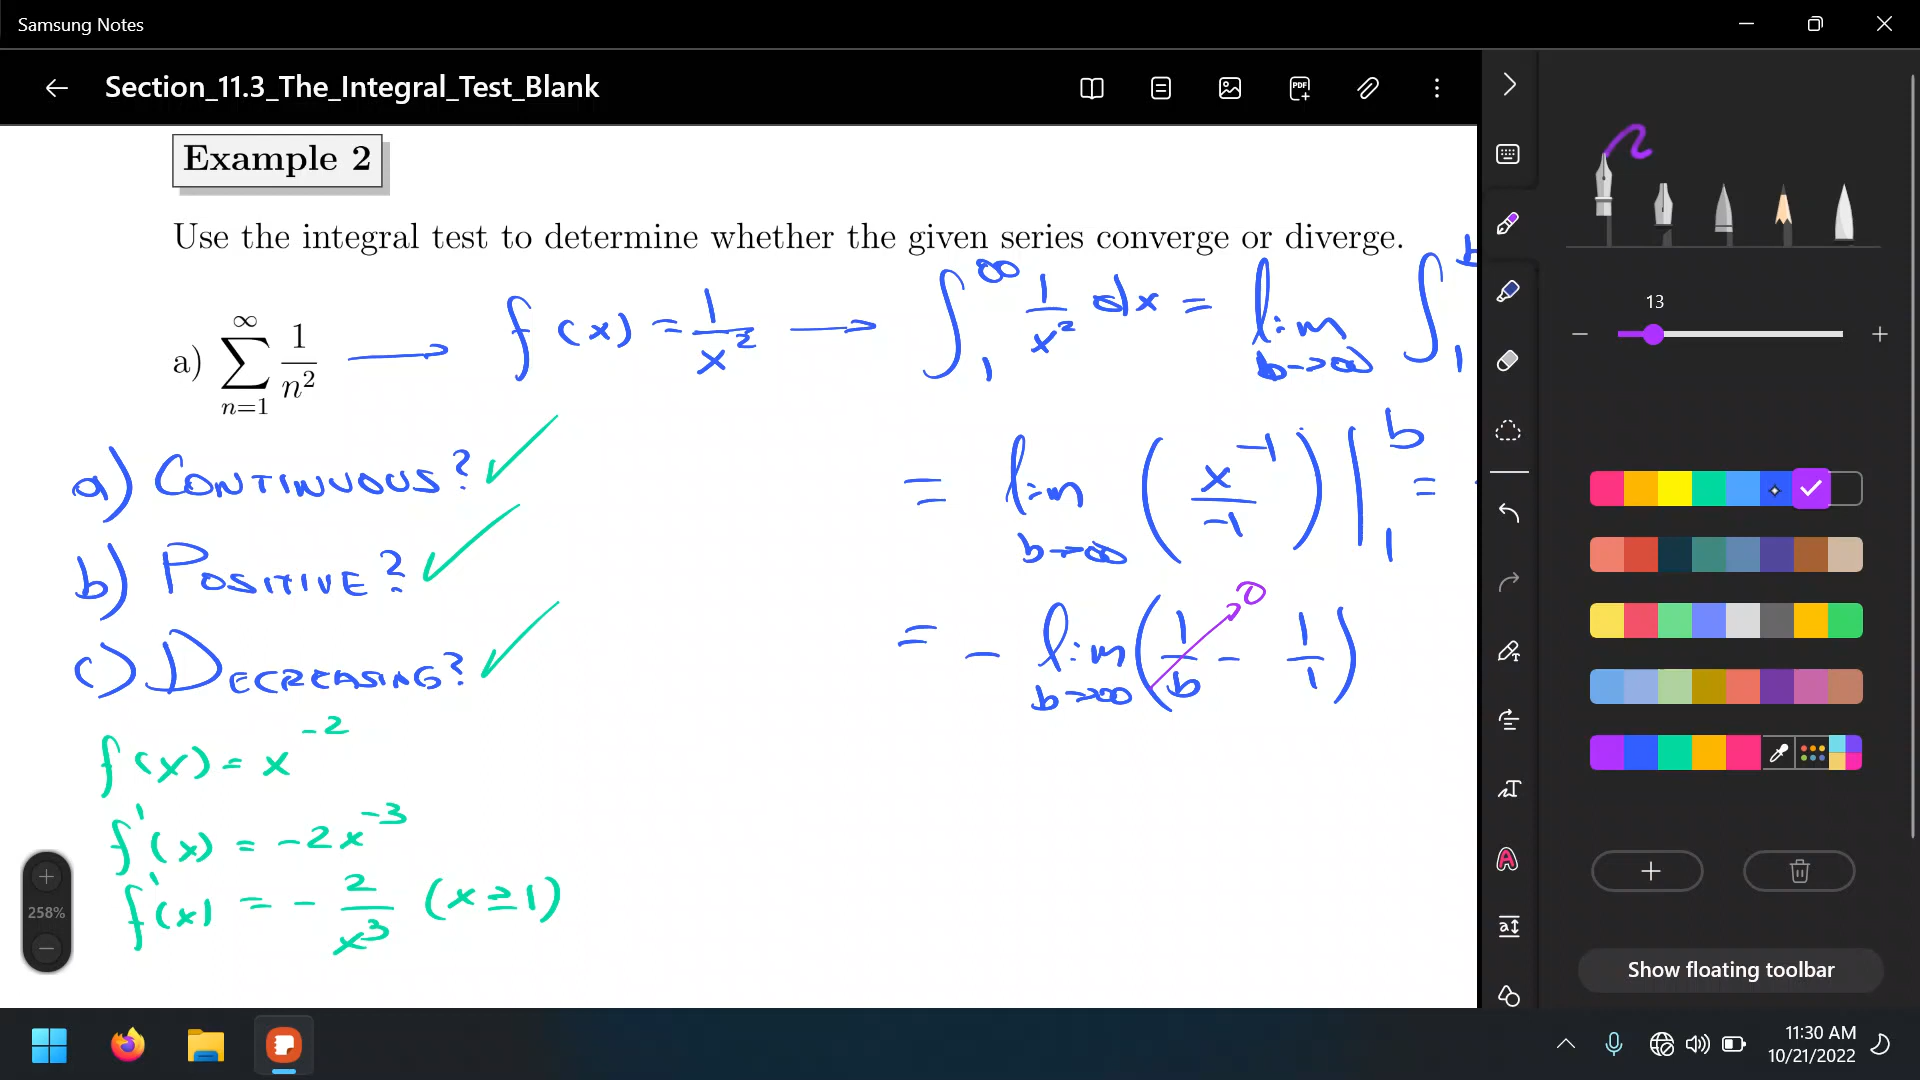 Samsung Notes
Section_11.3_The_Integral_Test_Blank
Example 2
Use the integral test to determine whether the given series converge or diverge.
a) ∑_{n=1}^{∞} 1/n² → f(x) = 1/x² → ∫_1^∞ 1/x² dx = lim_{b→∞} ∫_1^b
a) CONTINUOUS? ✓
= lim_{b→∞} (x^{-1}/-1) |_1^b =
b) POSITIVE? ✓
= - lim_{b→∞} (1/b - 1/1)
0
c) DECREASING? ✓
f(x) = x^{-2}
f'(x) = -2x^{-3}
f'(x) = - 2/x³ (x ≥ 1)
258%
13
Show floating toolbar
11:30 AM
10/21/2022